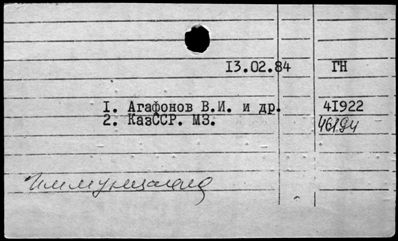 13.02.84 ГН
1. Агафонов В.И. и др. 41922
2. КазССР. МЗ. 46194